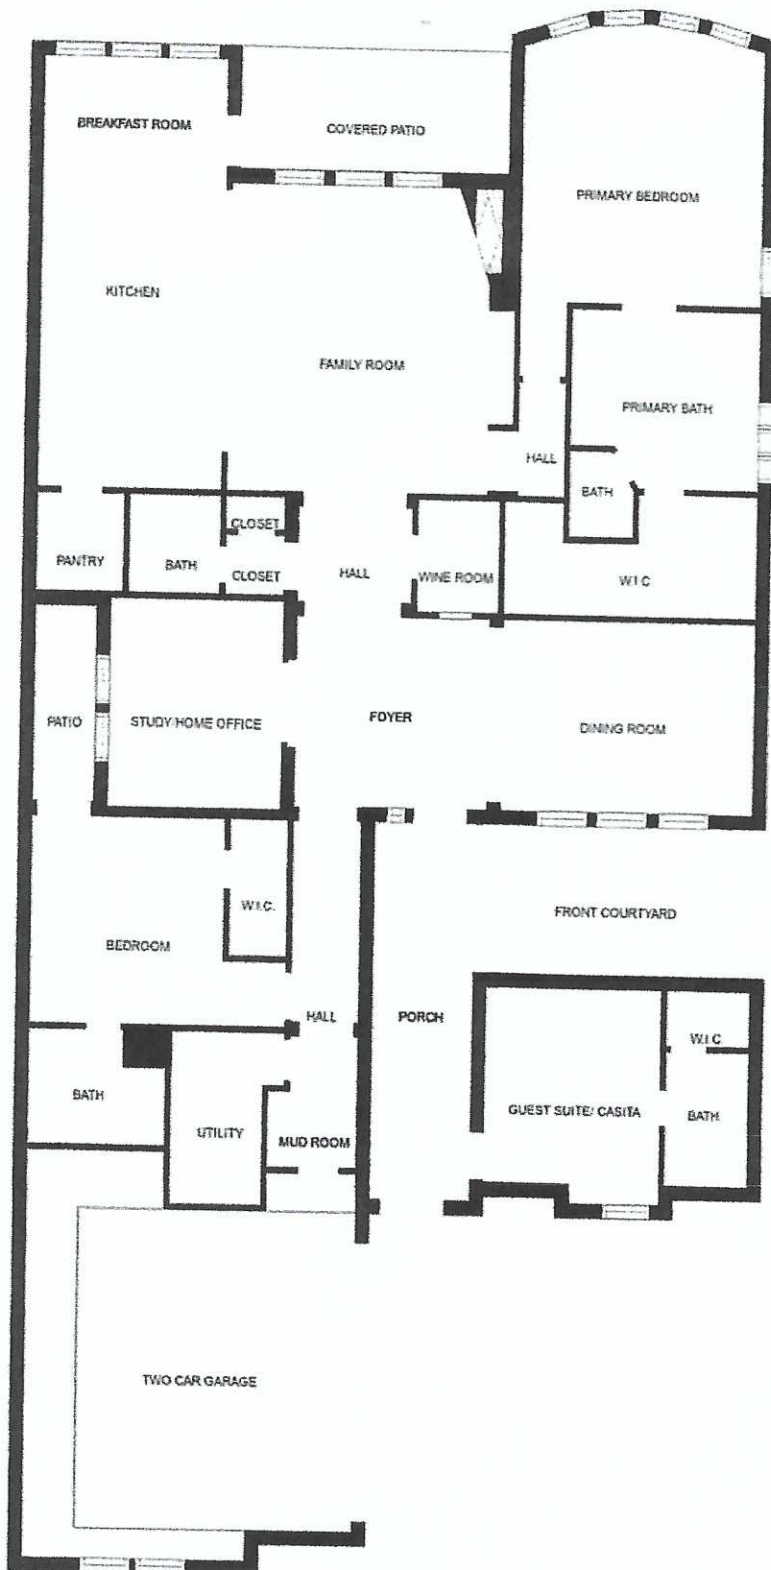 BREAKFAST ROOM
COVERED PATIO
PRIMARY BEDROOM
KITCHEN
FAMILY ROOM
PRIMARY BATH
HALL
BATH
CLOSET
PANTRY
BATH
CLOSET
HALL
WINE ROOM
W.I.C
PATIO
STUDY/HOME OFFICE
FOYER
DINING ROOM
W.I.C.
FRONT COURTYARD
BEDROOM
HALL
PORCH
W.I.C.
BATH
GUEST SUITE/ CASITA
BATH
UTILITY
MUD ROOM
TWO CAR GARAGE